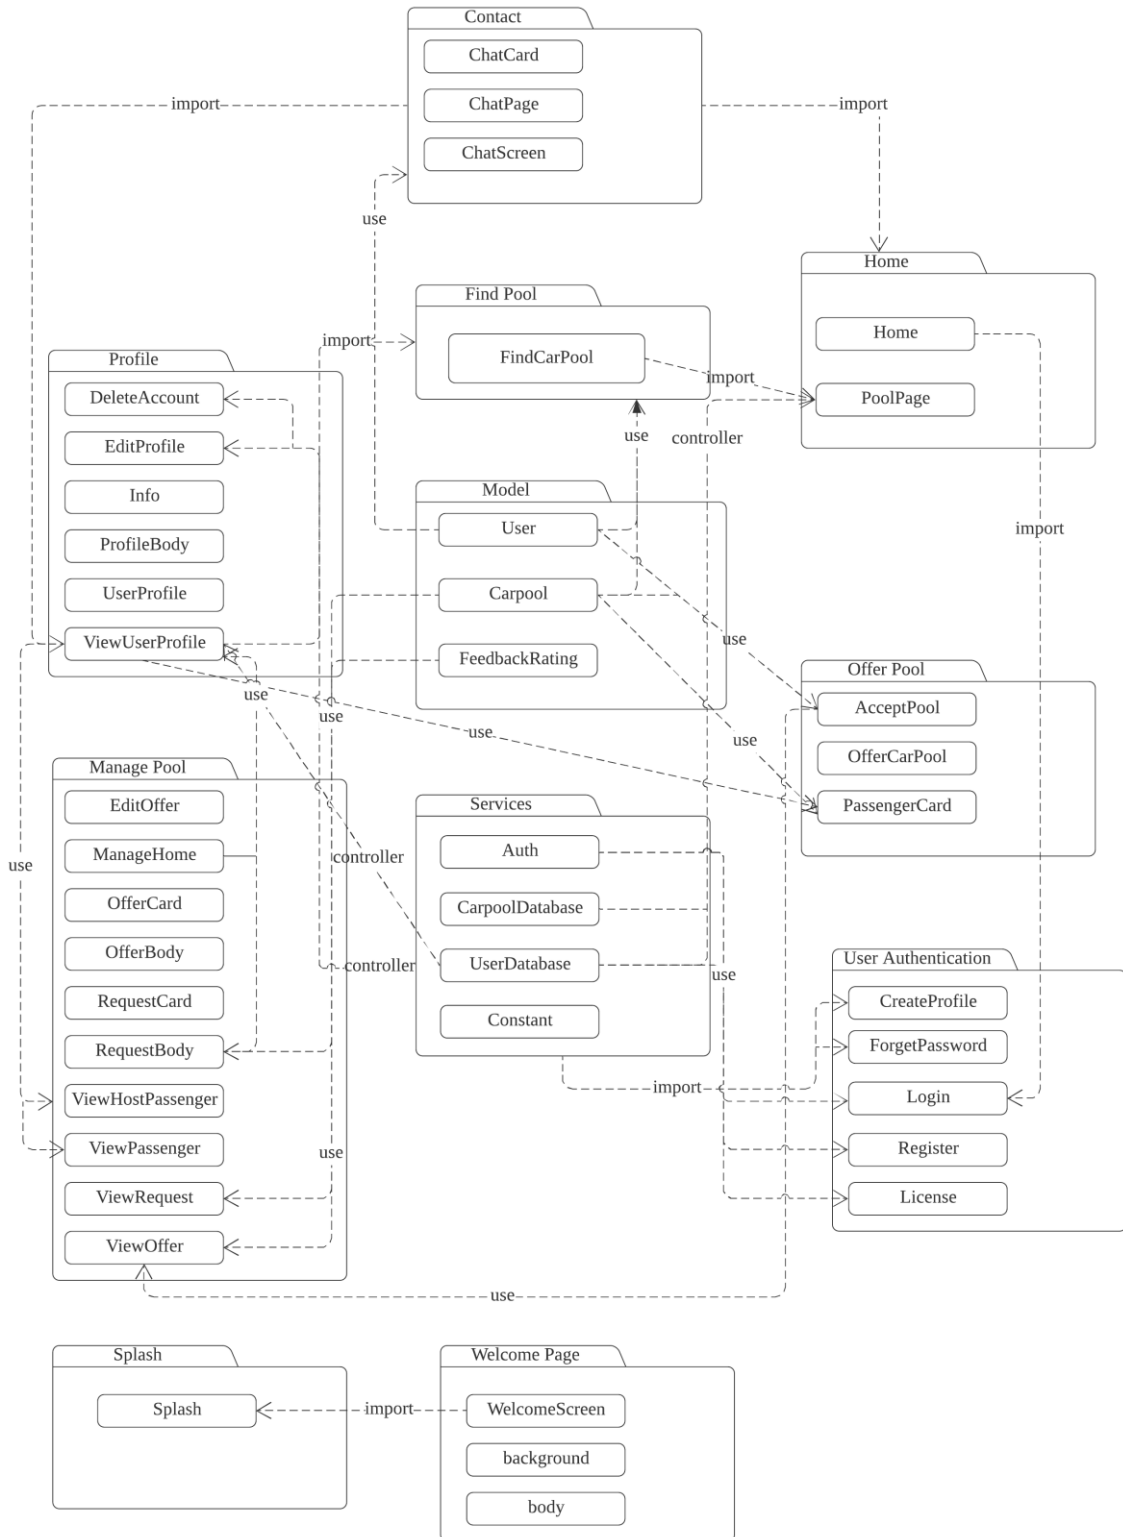 Contact
ChatCard
ChatPage
ChatScreen
import
import
use
Home
Home
PoolPage
Find Pool
FindCarPool
import
import
use
controller
import
Profile
DeleteAccount
EditProfile
Info
ProfileBody
UserProfile
ViewUserProfile
Model
User
Carpool
FeedbackRating
use
use
use
use
use
Offer Pool
AcceptPool
OfferCarPool
PassengerCard
Manage Pool
EditOffer
ManageHome
OfferCard
OfferBody
RequestCard
RequestBody
ViewHostPassenger
ViewPassenger
ViewRequest
ViewOffer
use
controller
controller
use
use
Services
Auth
CarpoolDatabase
UserDatabase
Constant
use
import
User Authentication
CreateProfile
ForgetPassword
Login
Register
License
Splash
Splash
import
Welcome Page
WelcomeScreen
background
body